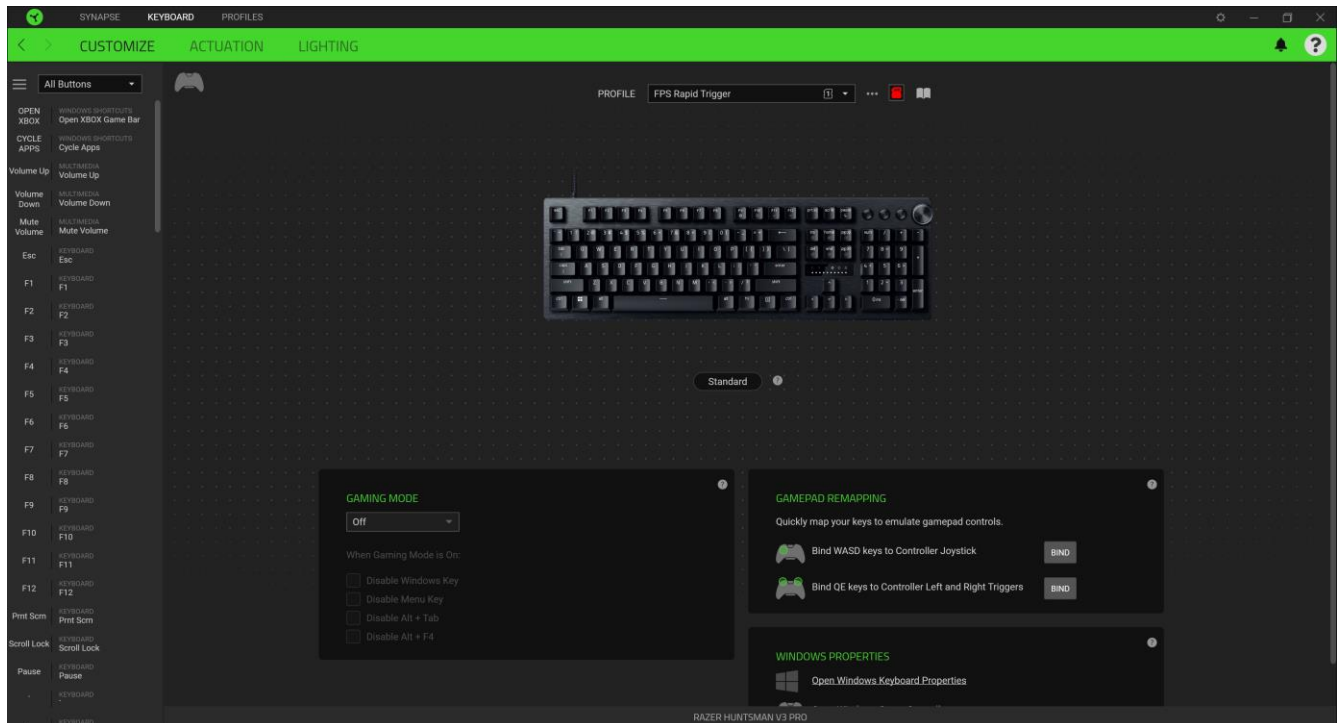 SYNAPSE KEYBOARD PROFILES
CUSTOMIZE ACTUATION LIGHTING
All Buttons
PROFILE FPS Rapid Trigger 1
OPEN XBOX
WINDOWS SHORTCUTS
Open XBOX Game Bar
CYCLE APPS
WINDOWS SHORTCUTS
Cycle Apps
Volume Up
MULTIMEDIA
Volume Up
Volume Down
MULTIMEDIA
Volume Down
Mute Volume
MULTIMEDIA
Mute Volume
Esc
KEYBOARD
Esc
F1
KEYBOARD
F1
F2
KEYBOARD
F2
F3
KEYBOARD
F3
F4
KEYBOARD
F4
F5
KEYBOARD
F5
F6
KEYBOARD
F6
F7
KEYBOARD
F7
F8
KEYBOARD
F8
F9
KEYBOARD
F9
F10
KEYBOARD
F10
F11
KEYBOARD
F11
F12
KEYBOARD
F12
Prnt Scrn
KEYBOARD
Prnt Scrn
Scroll Lock
KEYBOARD
Scroll Lock
Pause
KEYBOARD
Pause
KEYBOARD
KEYBOARD
Standard
GAMING MODE
Off
When Gaming Mode is On:
Disable Windows Key
Disable Menu Key
Disable Alt + Tab
Disable Alt + F4
GAMEPAD REMAPPING
Quickly map your keys to emulate gamepad controls.
Bind WASD keys to Controller Joystick BIND
Bind QE keys to Controller Left and Right Triggers BIND
WINDOWS PROPERTIES
Open Windows Keyboard Properties
RAZER HUNTSMAN V3 PRO